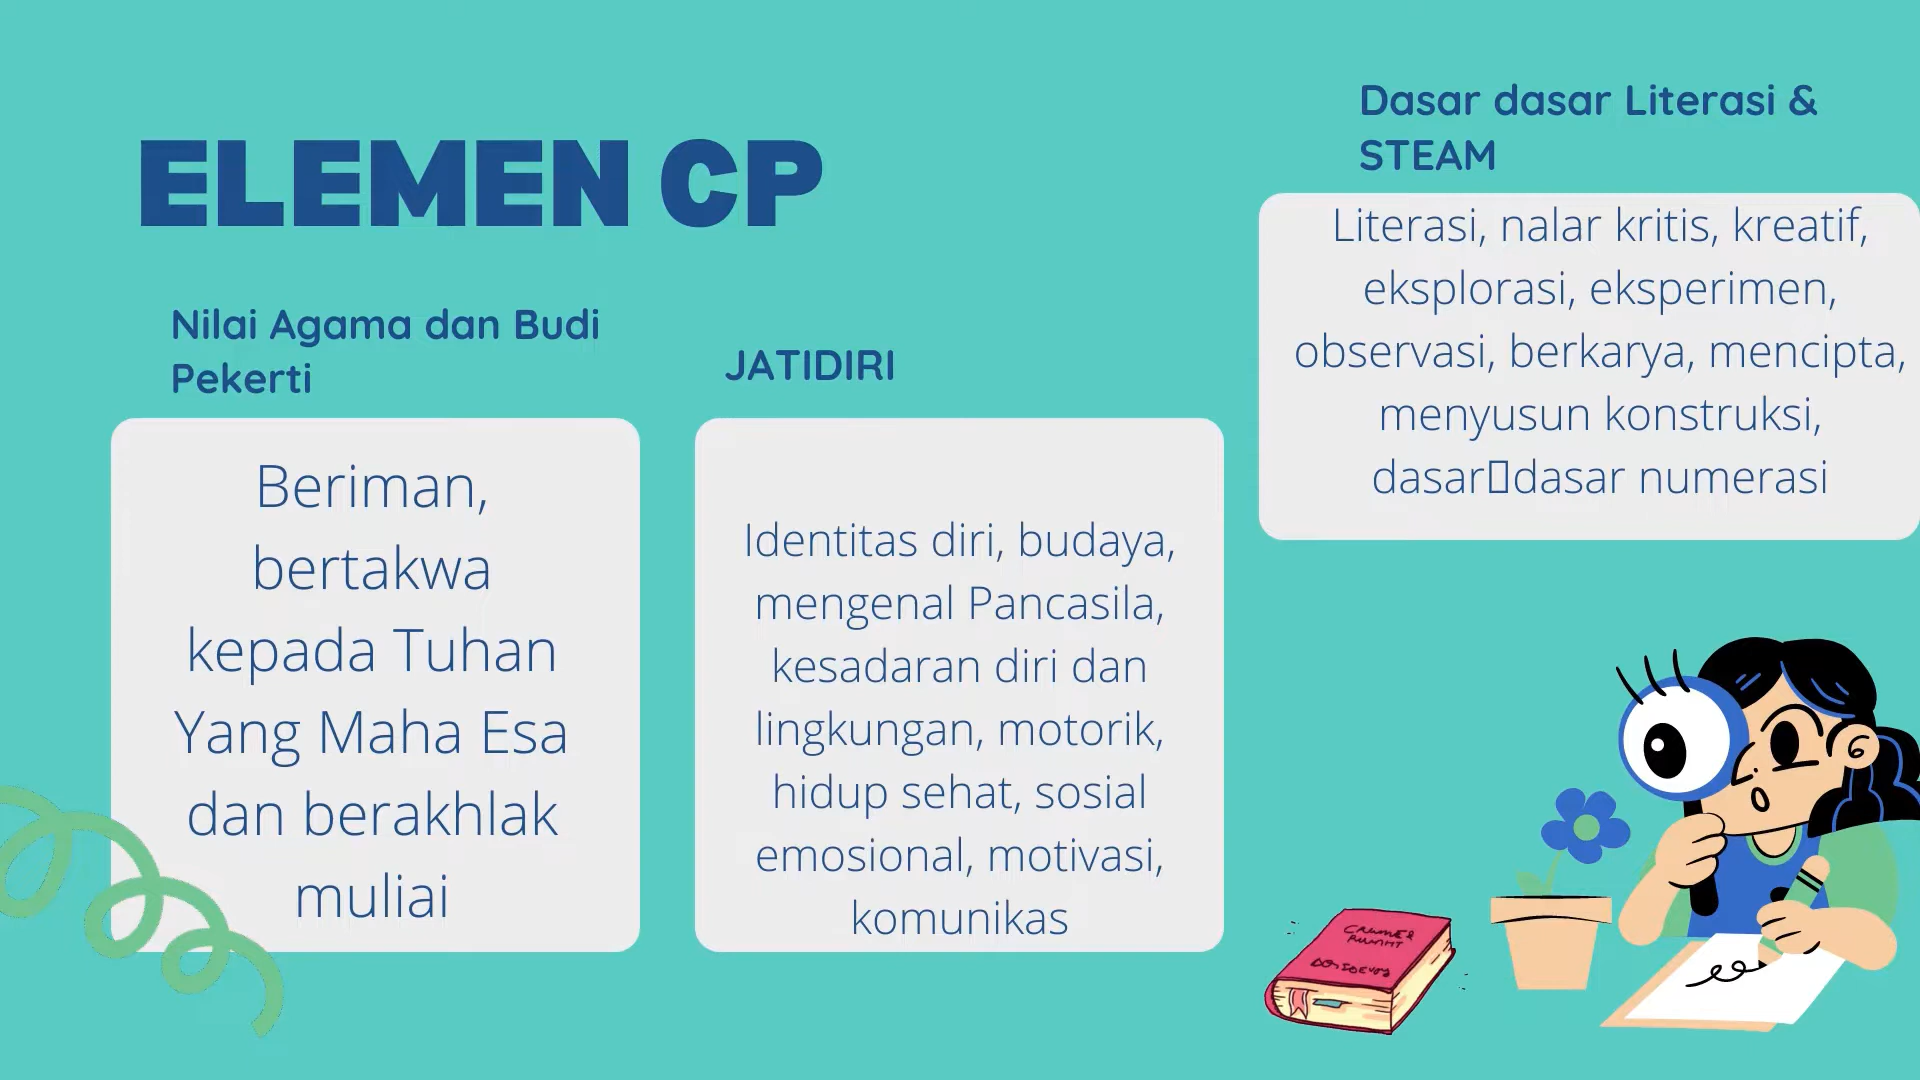 ELEMEN CP
Nilai Agama dan Budi
Pekerti
Beriman,
bertakwa
kepada Tuhan
Yang Maha Esa
dan berakhlak
muliai
JATIDIRI
Identitas diri, budaya,
mengenal Pancasila,
kesadaran diri dan
lingkungan, motorik,
hidup sehat, sosial
emosional, motivasi,
komunikas
Dasar dasar Literasi &
STEAM
Literasi, nalar kritis, kreatif,
eksplorasi, eksperimen,
observasi, berkarya, mencipta,
menyusun konstruksi,
dasar▯dasar numerasi